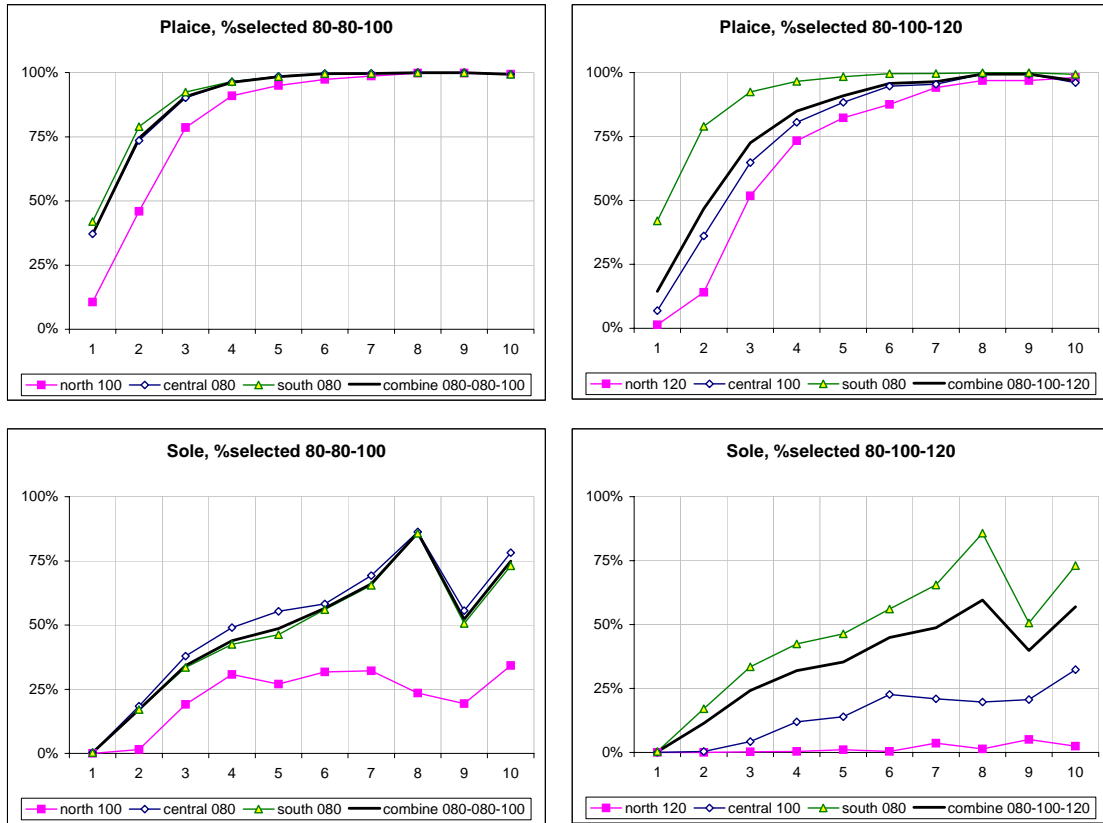 Plaice, %selected 80-80-100
100%
75%
50%
25%
0%
1 2 3 4 5 6 7 8 9 10
north 100 central 080 south 080 combine 080-080-100
Plaice, %selected 80-100-120
100%
75%
50%
25%
0%
1 2 3 4 5 6 7 8 9 10
north 120 central 100 south 080 combine 080-100-120
Sole, %selected 80-80-100
100%
75%
50%
25%
0%
1 2 3 4 5 6 7 8 9 10
north 100 central 080 south 080 combine 080-080-100
Sole, %selected 80-100-120
100%
75%
50%
25%
0%
1 2 3 4 5 6 7 8 9 10
north 120 central 100 south 080 combine 080-100-120